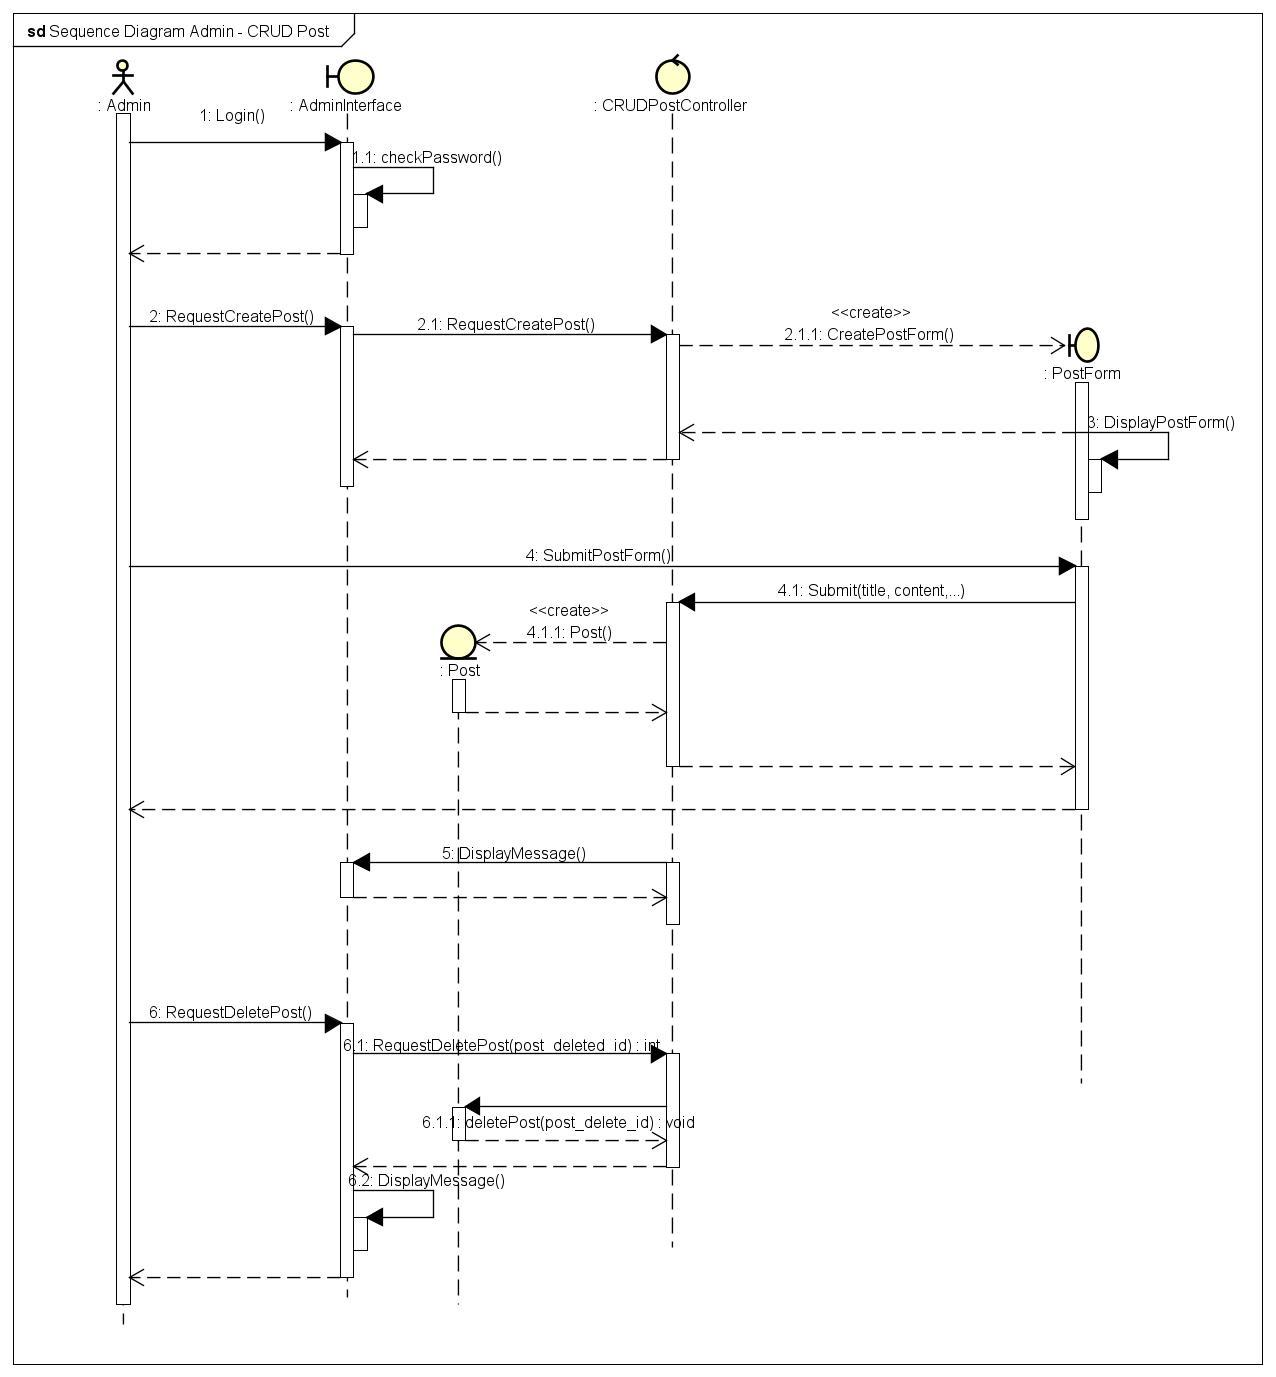 sd Sequence Diagram Admin - CRUD Post
: Admin
: AdminInterface
: CRUDPostController
1: Login()
1.1: checkPassword()
2: RequestCreatePost()
2.1: RequestCreatePost()
<<create>>
2.1.1: CreatePostForm()
: PostForm
3: DisplayPostForm()
4: SubmitPostForm()
4.1: Submit(title, content,...)
<<create>>
4.1.1: Post()
: Post
5: DisplayMessage()
6: RequestDeletePost()
6.1: RequestDeletePost(post_deleted_id) : int
6.1.1: deletePost(post_delete_id) : void
6.2: DisplayMessage()